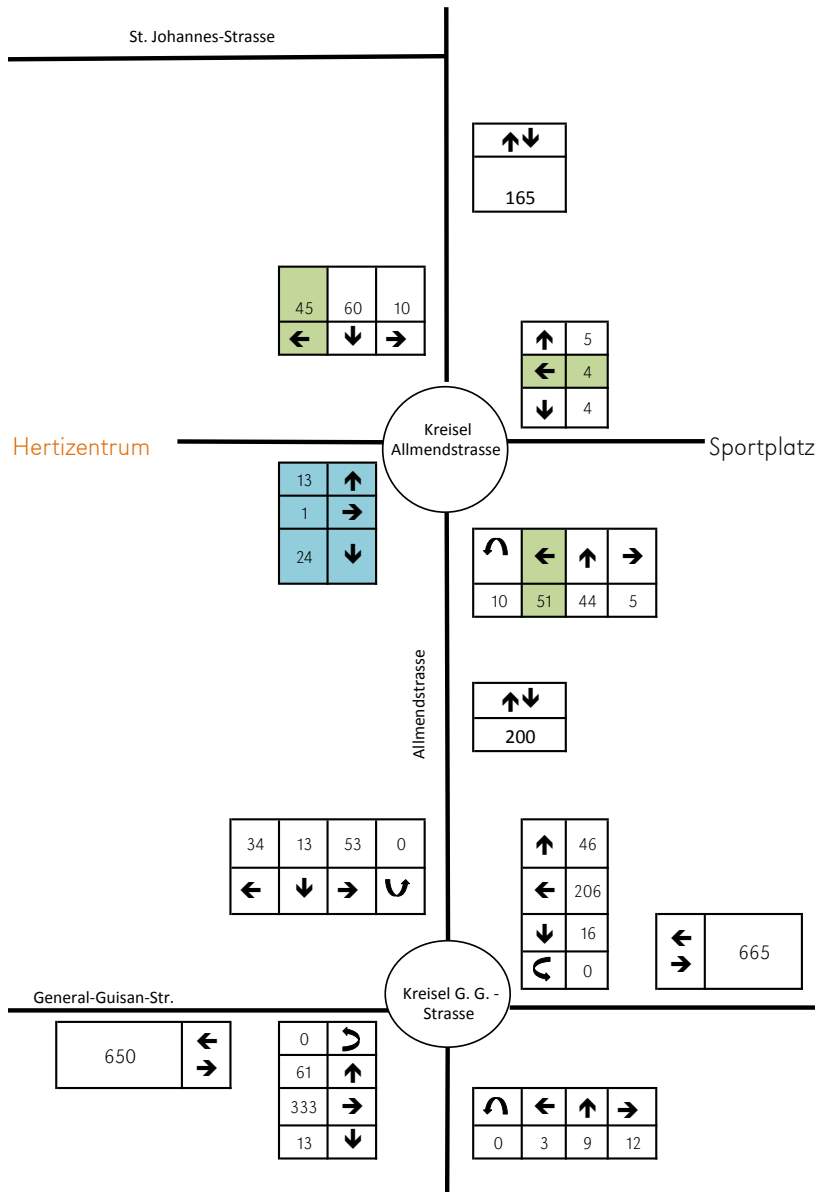 St. Johannes-Strasse
165
45 60 10
5
4
4
Hertizentrum
Kreisel
Allmendstrasse
Sportplatz
13
1
24
10 51 44 5
Allmendstrasse
200
34 13 53 0
46
206
16
0
665
General-Guisan-Str.
Kreisel G. G. -
Strasse
650
0
61
333
13
0 3 9 12